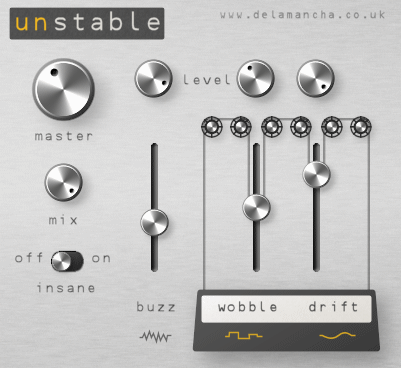 unstable
www.delamancha.co.uk
level
master
mix
off on
insane
buzz
wobble drift